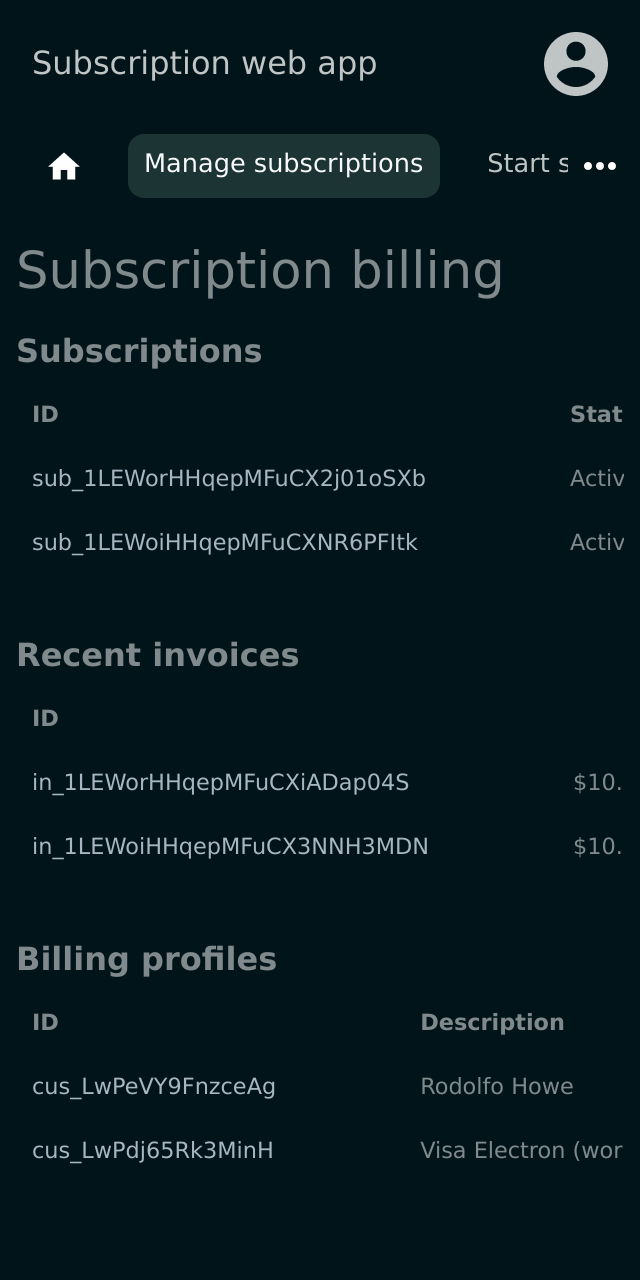 Subscription web app
Manage subscriptions Start s
Subscription billing
Subscriptions
ID Stat
sub_1LEWorHHqepMFuCX2j01oSXb Activ
sub_1LEWoiHHqepMFuCXNR6PFItk Activ
Recent invoices
ID
in_1LEWorHHqepMFuCXiADap04S $10.
in_1LEWoiHHqepMFuCX3NNH3MDN $10.
Billing profiles
ID Description
cus_LwPeVY9FnzceAg Rodolfo Howe
cus_LwPdj65Rk3MinH Visa Electron (wor